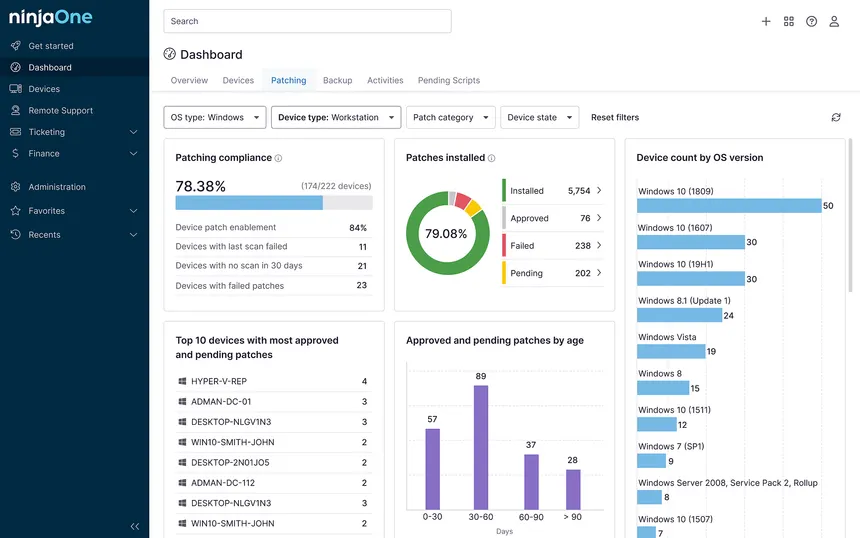 ninjaOne
Get started
Dashboard
Devices
Remote Support
Ticketing
Finance
Administration
Favorites
Recents
Search
Dashboard
Overview Devices Patching Backup Activities Pending Scripts
OS type: Windows Device type: Workstation Patch category Device state Reset filters
Patching compliance
78.38% (174/222 devices)
Device patch enablement 84%
Devices with last scan failed 11
Devices with no scan in 30 days 21
Devices with failed patches 23
Patches installed
79.08%
Installed 5,754
Approved 76
Failed 238
Pending 202
Device count by OS version
Windows 10 (1809)
50
Windows 10 (1607)
30
Windows 10 (19H1)
30
Windows 8.1 (Update 1)
24
Windows Vista
19
Windows 8
15
Windows 10 (1511)
12
Windows 7 (SP1)
9
Windows Server 2008, Service Pack 2, Rollup
8
Windows 10 (1507)
7
Top 10 devices with most approved
and pending patches
HYPER-V-REP 4
ADMAN-DC-01 3
DESKTOP-NLGV1N3 3
WIN10-SMITH-JOHN 2
DESKTOP-2N01JO5 2
ADMAN-DC-112 2
DESKTOP-NLGV1N3 3
WIN10-SMITH-JOHN 2
Approved and pending patches by age
57 89 37 28
0-30 30-60 60-90 > 90
Days